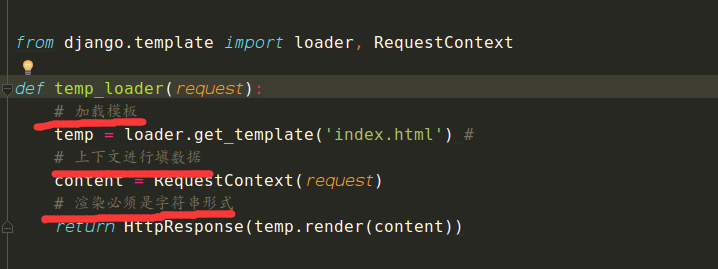 from django.template import loader, RequestContext
def temp_loader(request):
# 加载模板
temp = loader.get_template('index.html') #
# 上下文进行填数据
content = RequestContext(request)
# 渲染必须是字符串形式
return HttpResponse(temp.render(content))